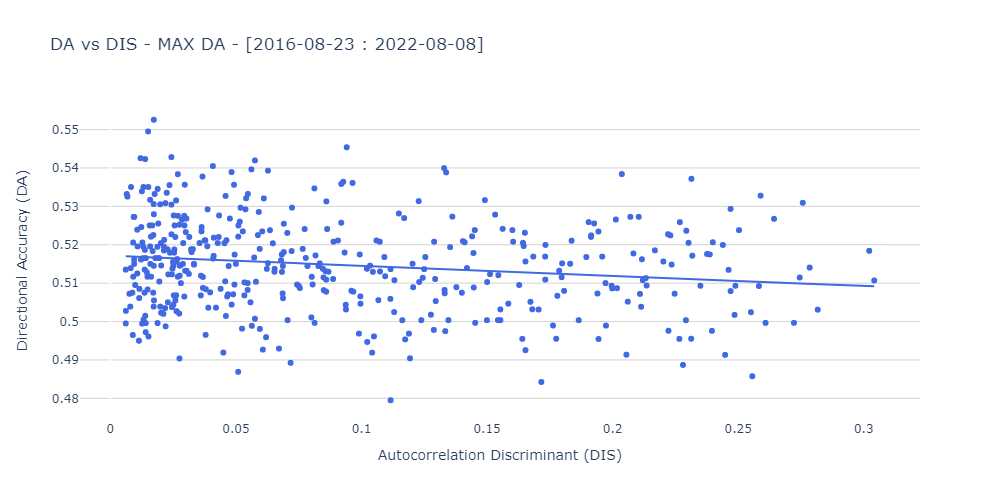 DA vs DIS - MAX DA - [2016-08-23 : 2022-08-08]
Directional Accuracy (DA)
0.55
0.54
0.53
0.52
0.51
0.5
0.49
0.48
0 0.05 0.1 0.15 0.2 0.25 0.3
Autocorrelation Discriminant (DIS)